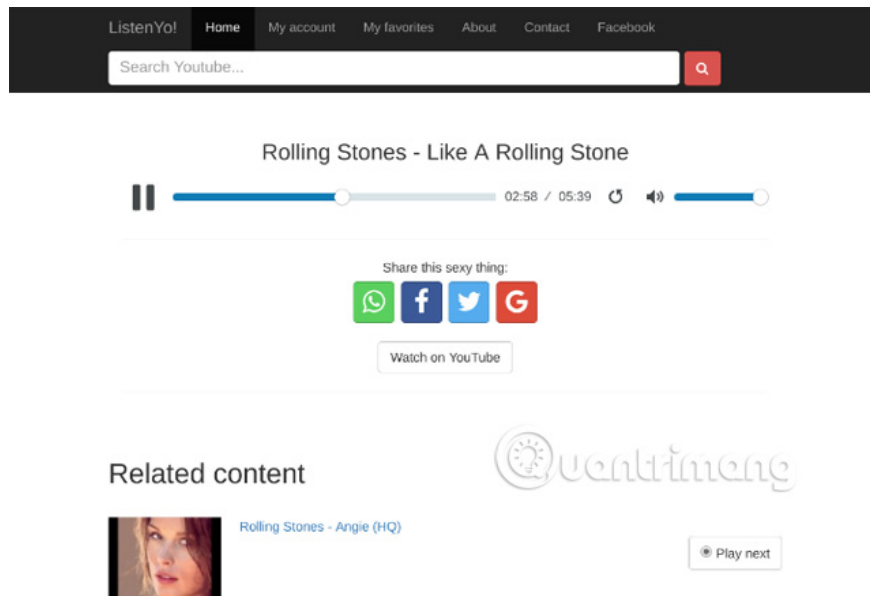 ListenYo! Home My account My favorites About Contact Facebook
Search Youtube...
Rolling Stones - Like A Rolling Stone
02:58 / 05:39
Share this sexy thing:
Watch on YouTube
Quantrimang
Related content
Rolling Stones - Angie (HQ)
Play next